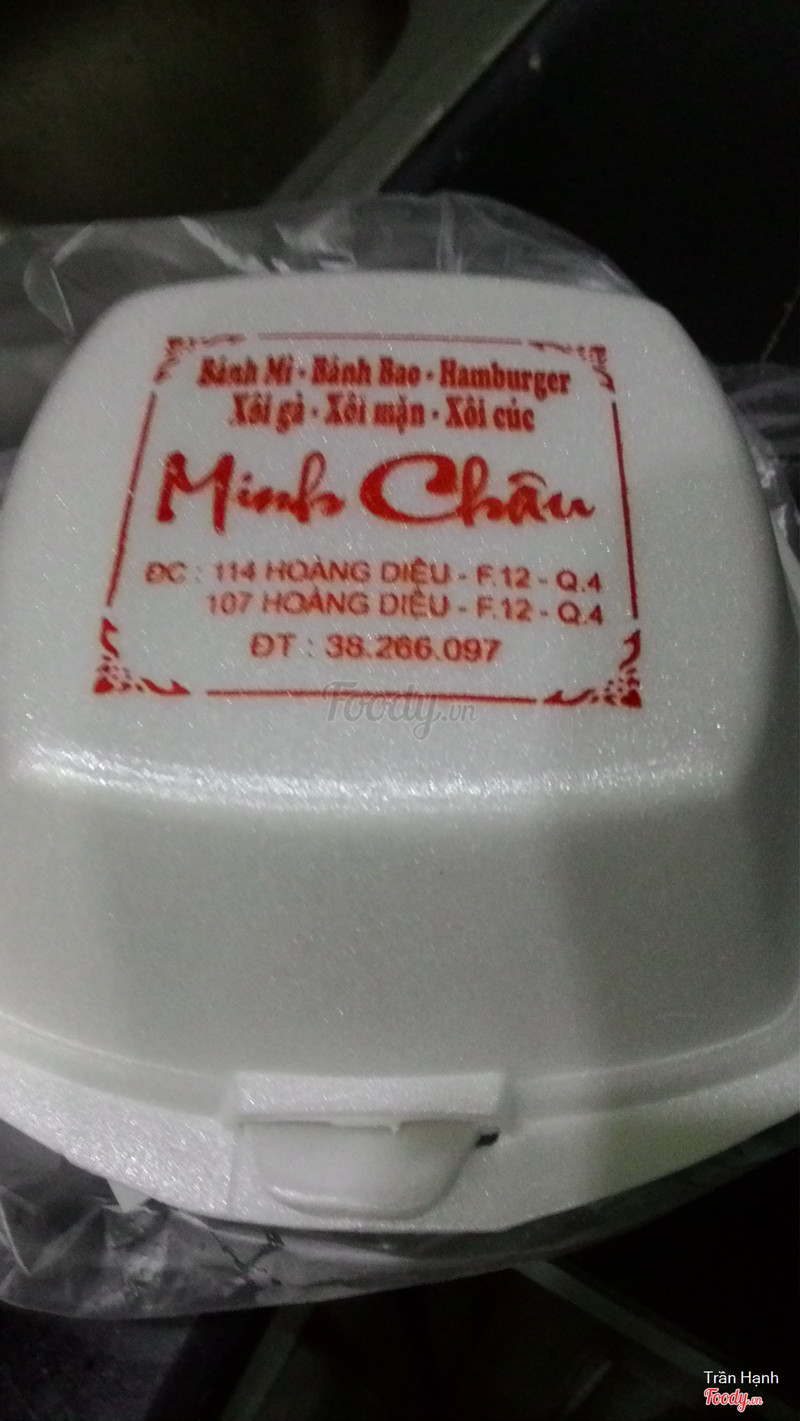 Bánh Mì - Bánh Bao - Hamburger
Xôi gà - Xôi mặn - Xôi cúc
Minh Châu
ĐC : 114 HOÀNG DIỆU - F.12 - Q.4
107 HOÀNG DIỆU - F.12 - Q.4
ĐT : 38.266.097
Foody.vn
Trần Hạnh
Foody.vn